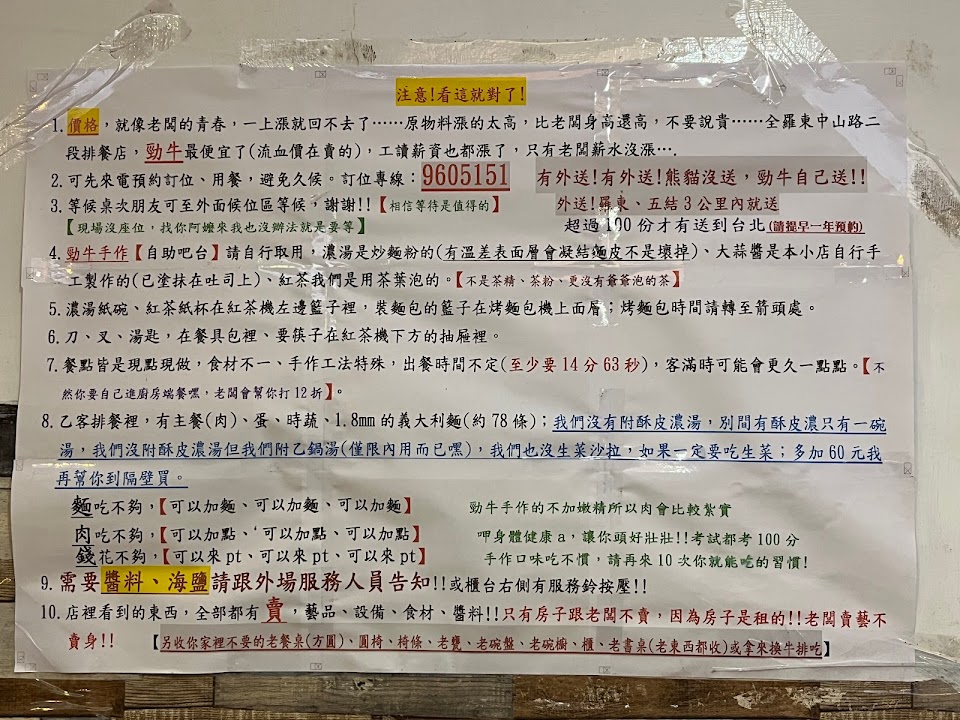 注意!看這就對了!
1. 價格，就像老闆的青春，一上漲就回不去了……原物料漲的太高，比老闆身高還高，不要說貴……全羅東中山路二
段排餐店，勁牛最便宜了(流血價在賣的)，工讀薪資也都漲了，只有老闆薪水沒漲….
2. 可先來電預約訂位、用餐，避免久候。訂位專線：9605151 有外送!有外送!熊貓沒送，勁牛自己送!!
3. 等候桌次朋友可至外面候位區等候，謝謝!!【相信等待是值得的】 外送!羅東、五結3公里內就送
【現場沒座位，找你阿嬤來我也沒辦法就是要等】 超過100份才有送到台北(請提早一年預約)
4. 勁牛手作【自助吧台】請自行取用，濃湯是炒麵粉的(有溫差表面層會凝結麵皮不是壞掉)、大蒜醬是本小店自行手
工製作的(已塗抹在吐司上)、紅茶我們是用茶葉泡的。【不是茶精、茶粉、更沒有爺爺泡的茶】
5. 濃湯紙碗、紅茶紙杯在紅茶機左邊籃子裡，裝麵包的籃子在烤麵包機上面層；烤麵包時間請轉至箭頭處。
6. 刀、叉、湯匙，在餐具包裡、要筷子在紅茶機下方的抽屜裡。
7. 餐點皆是現點現做，食材不一、手作工法特殊，出餐時間不定(至少要14分63秒)，客滿時可能會更久一點點。【不
然你要自己進廚房端餐嘿，老闆會幫你打12折】。
8. 乙客排餐裡，有主餐(肉)、蛋、時蔬、1.8mm的義大利麵(約78條)；我們沒有附酥皮濃湯，別間有酥皮濃只有一碗
湯，我們沒附酥皮濃湯但我們附乙鍋湯(僅限內用而已嘿)，我們也沒生菜沙拉，如果一定要吃生菜；多加60元我
再幫你到隔壁買。
麵吃不夠，【可以加麵、可以加麵、可以加麵】 勁牛手作的不加嫩精所以肉會比較紮實
肉吃不夠，【可以加點、可以加點、可以加點】 呷身體健康a，讓你頭好壯壯!!考試都考100分
錢花不夠，【可以來pt、可以來pt、可以來pt】 手作口味吃不慣，請再來10次你就能吃的習慣!
9. 需要醬料、海鹽請跟外場服務人員告知!!或櫃台右側有服務鈴按壓!!
10. 店裡看到的東西，全部都有賣，藝品、設備、食材、醬料!!只有房子跟老闆不賣，因為房子是租的!!老闆賣藝不
賣身!! 【另收你家裡不要的老餐桌(方圓)、圓椅、椅條、老甕、老碗盤、老碗櫥、櫃、老書桌(老東西都收)或拿來換牛排吃】